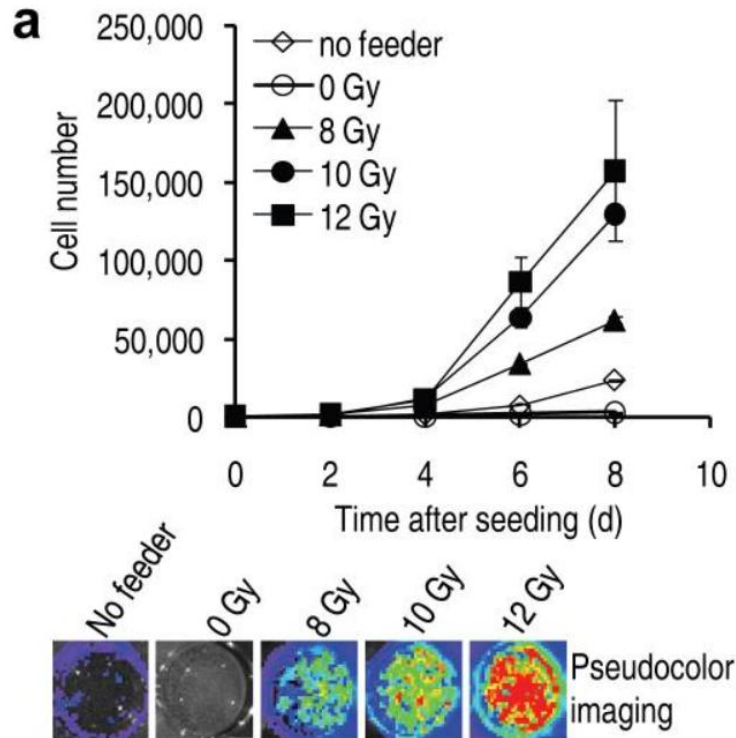 a
250,000
200,000
150,000
100,000
50,000
0
Cell number
no feeder
0 Gy
8 Gy
10 Gy
12 Gy
0 2 4 6 8 10
Time after seeding (d)
No feeder 0 Gy 8 Gy 10 Gy 12 Gy
Pseudocolor
imaging